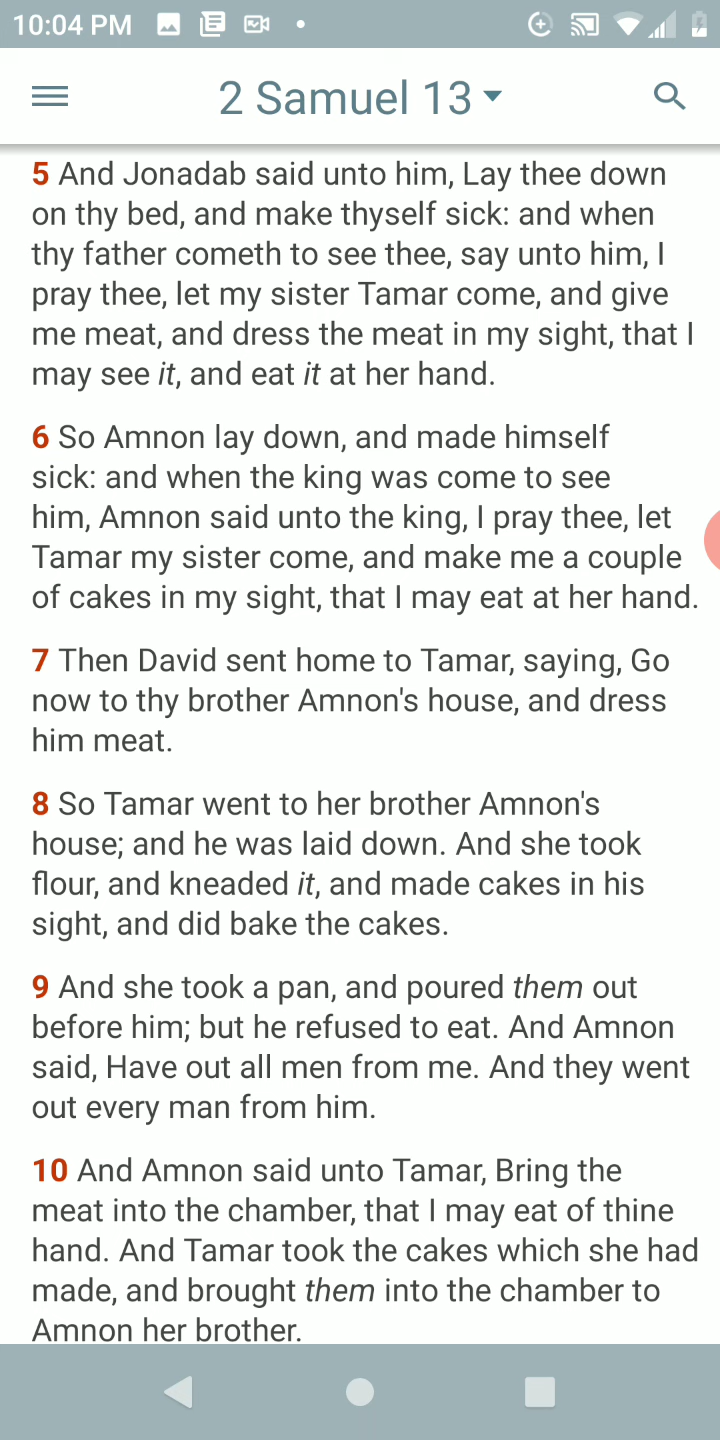 10:04 PM
2 Samuel 13
5 And Jonadab said unto him, Lay thee down
on thy bed, and make thyself sick: and when
thy father cometh to see thee, say unto him, I
pray thee, let my sister Tamar come, and give
me meat, and dress the meat in my sight, that I
may see it, and eat it at her hand.
6 So Amnon lay down, and made himself
sick: and when the king was come to see
him, Amnon said unto the king, I pray thee, let
Tamar my sister come, and make me a couple
of cakes in my sight, that I may eat at her hand.
7 Then David sent home to Tamar, saying, Go
now to thy brother Amnon's house, and dress
him meat.
8 So Tamar went to her brother Amnon's
house; and he was laid down. And she took
flour, and kneaded it, and made cakes in his
sight, and did bake the cakes.
9 And she took a pan, and poured them out
before him; but he refused to eat. And Amnon
said, Have out all men from me. And they went
out every man from him.
10 And Amnon said unto Tamar, Bring the
meat into the chamber, that I may eat of thine
hand. And Tamar took the cakes which she had
made, and brought them into the chamber to
Amnon her brother.